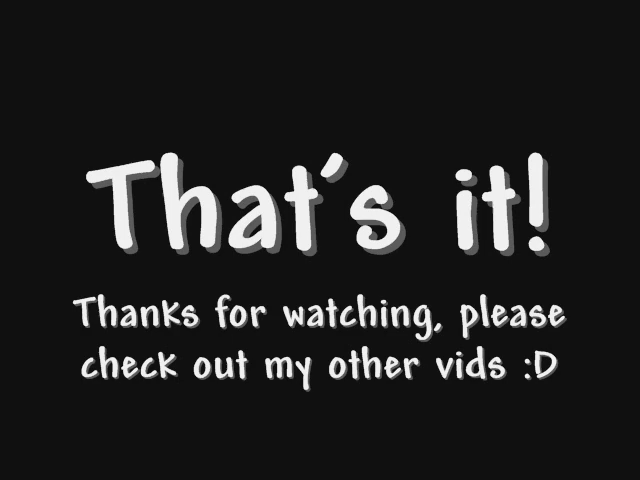 That's it!
Thanks for watching, please
check out my other vids :D